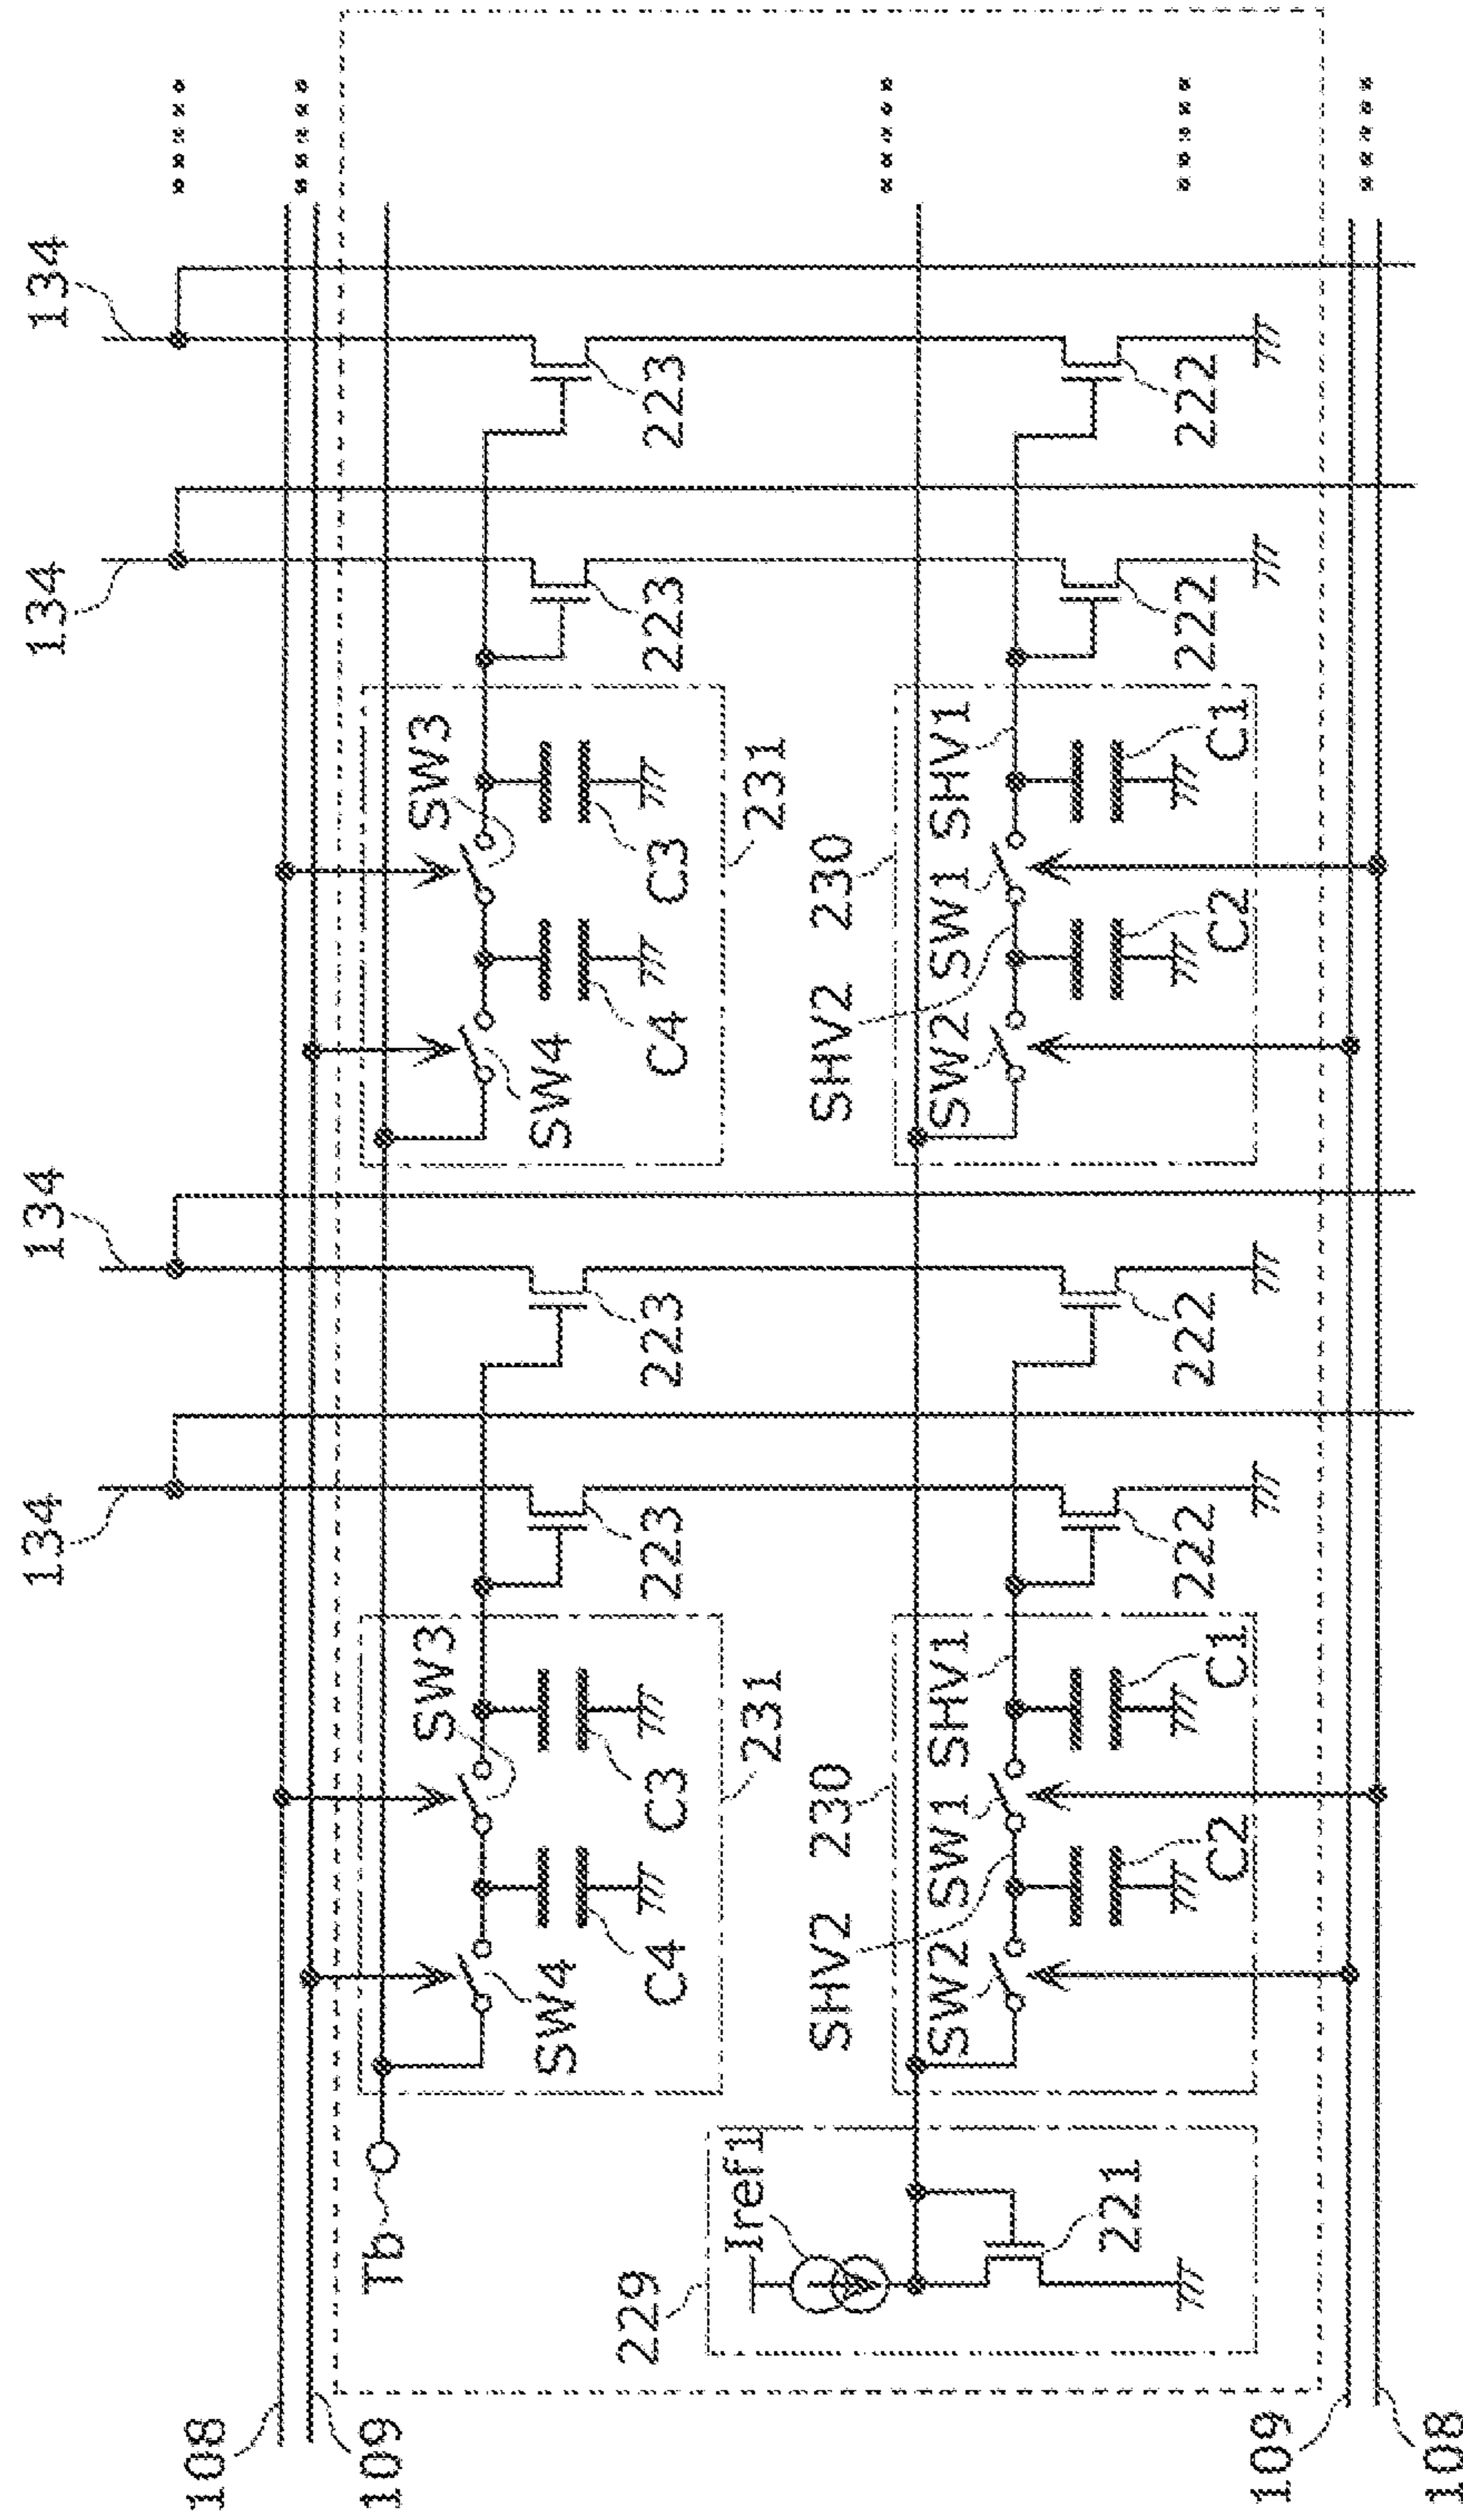 134 134 134 134
108
109 Tb SW3 SW3
SW4 SW4
229 C4 C3 223 223 C4 C3 223 223
Iref1 231 231
SHV2 230 SHV2 230
SW2 SW1 SHV1 SW2 SW1 SHV1
221
222 222 222 222
C2 C1 C2 C1
109
108